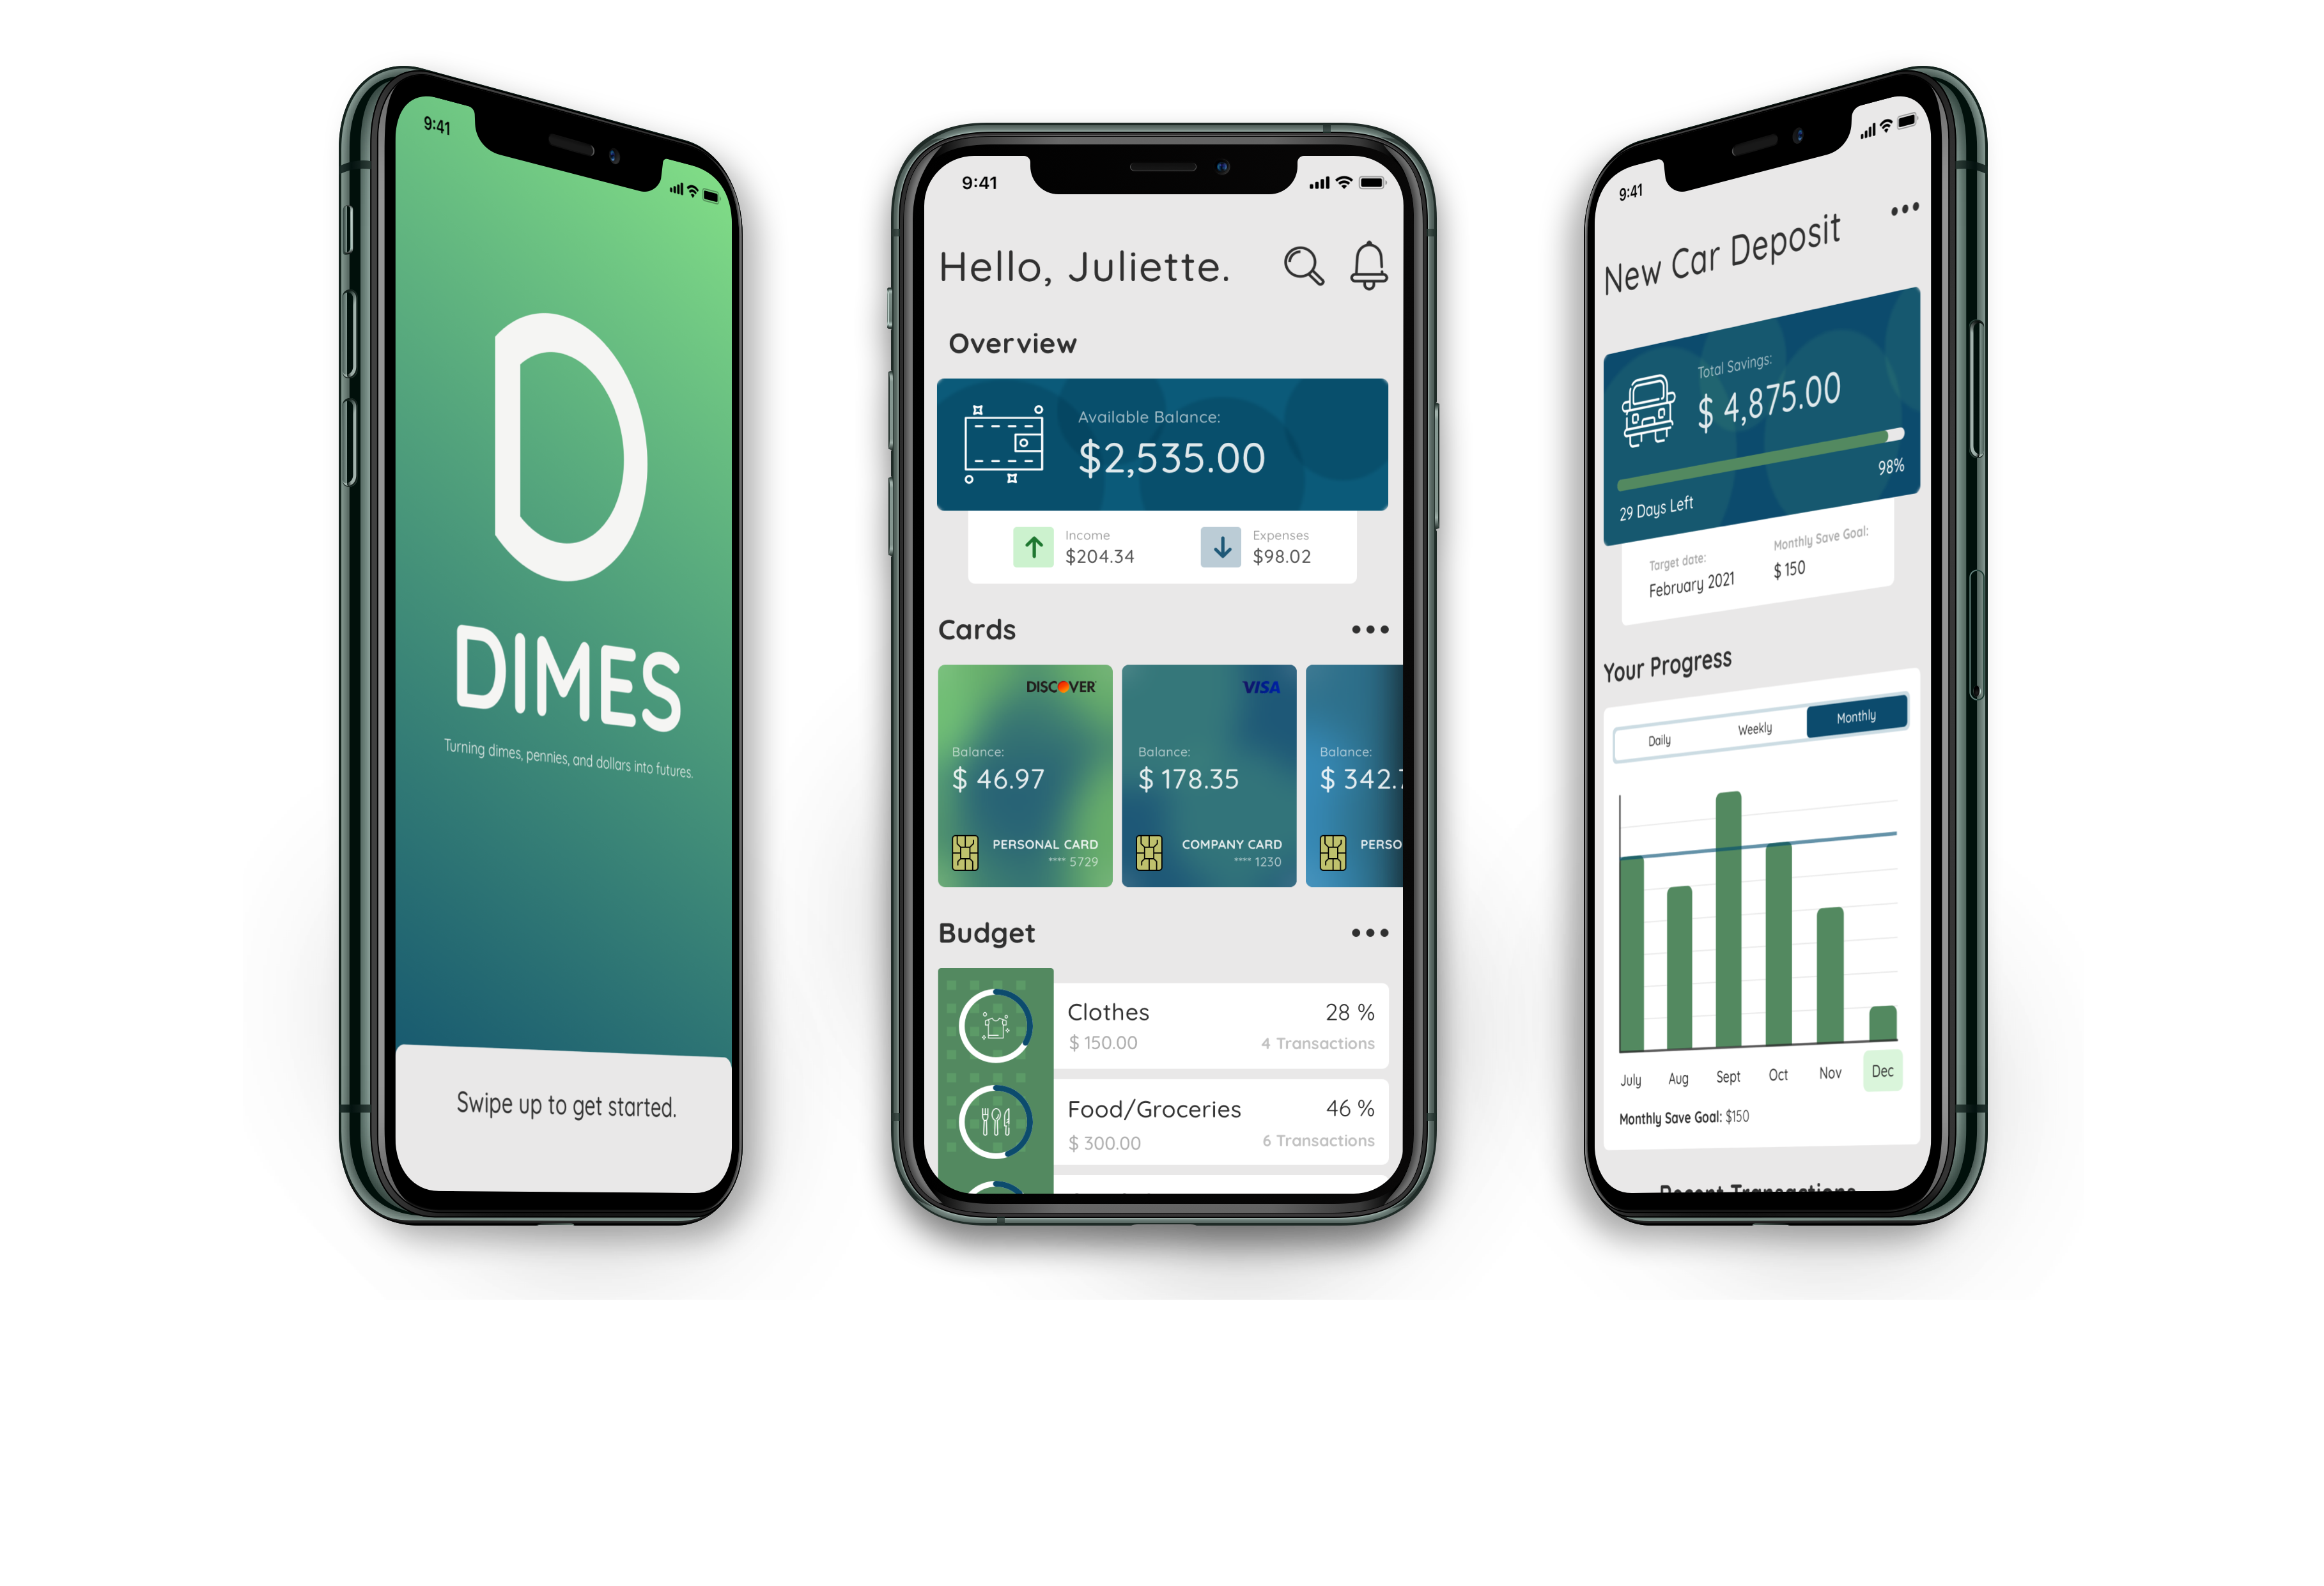 9:41
D
DIMES
Turning dimes, pennies, and dollars into futures.
Swipe up to get started.
9:41
Hello, Juliette.
Overview
Available Balance:
$2,535.00
Income
$204.34
Expenses
$98.02
Cards
DISCOVER
Balance:
$ 46.97
PERSONAL CARD
**** 5729
VISA
Balance:
$ 178.35
COMPANY CARD
**** 1230
Balance:
$ 342.
PERSO
Budget
Clothes
28 %
$ 150.00
4 Transactions
Food/Groceries
46 %
$ 300.00
6 Transactions
9:41
New Car Deposit
Total Savings:
$ 4,875.00
98%
29 Days Left
Target date:
February 2021
Monthly Save Goal:
$ 150
Your Progress
Daily Weekly Monthly
July Aug Sept Oct Nov Dec
Monthly Save Goal: $150
Recent Transactions